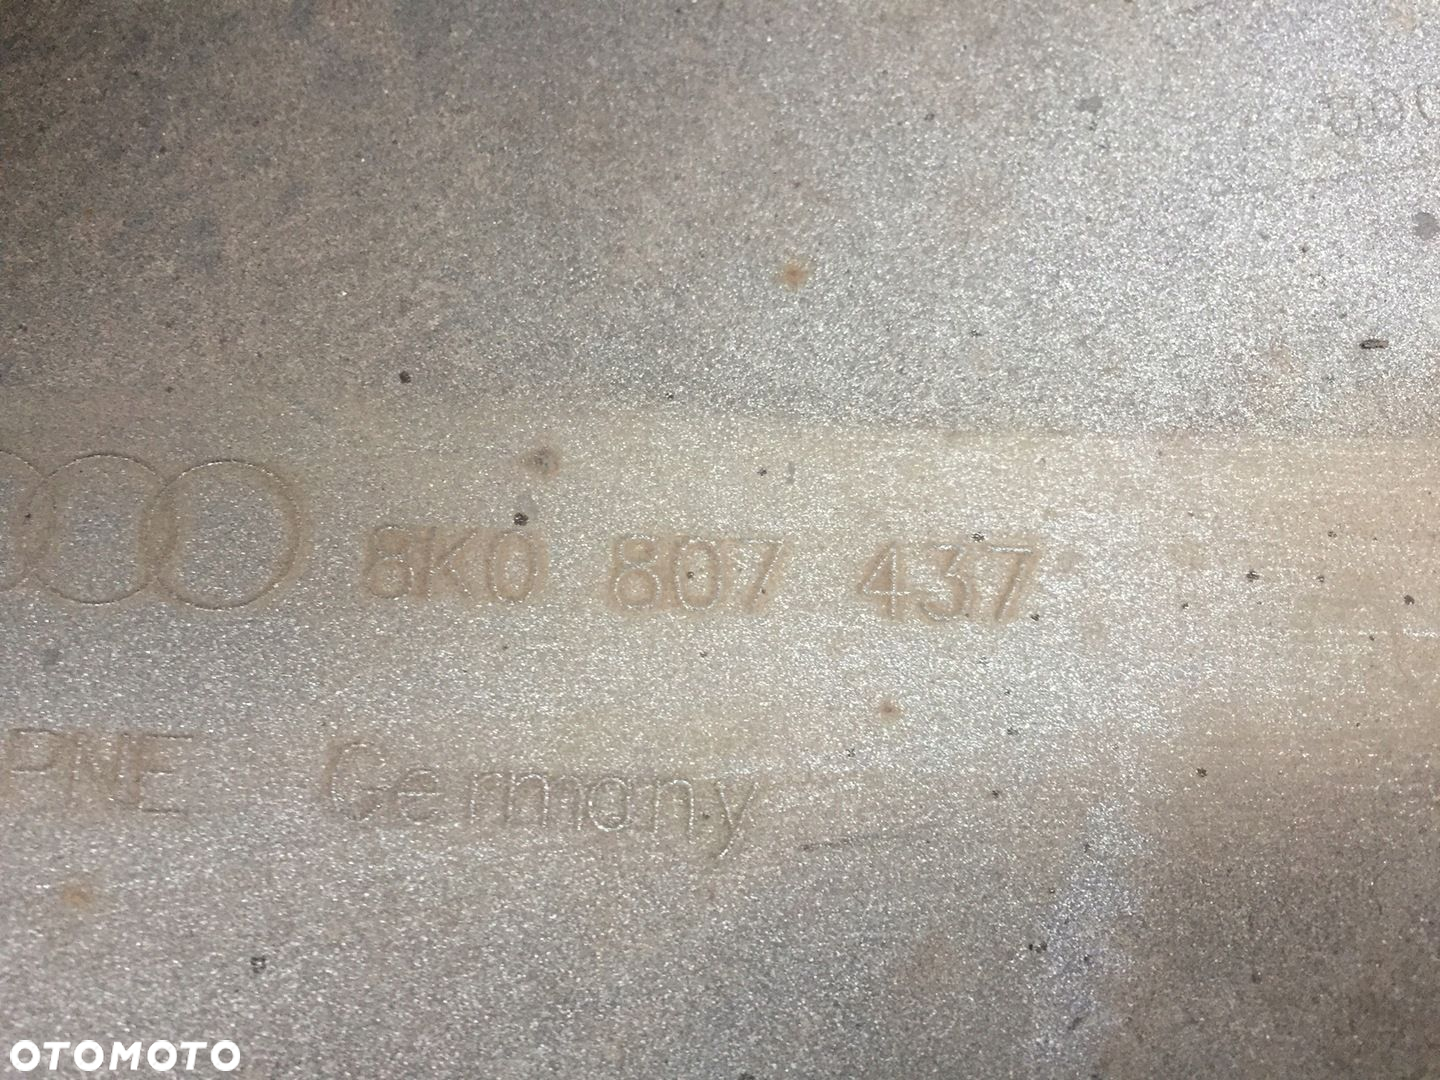 8K0 807 437
PNE Germany
OTOMOTO